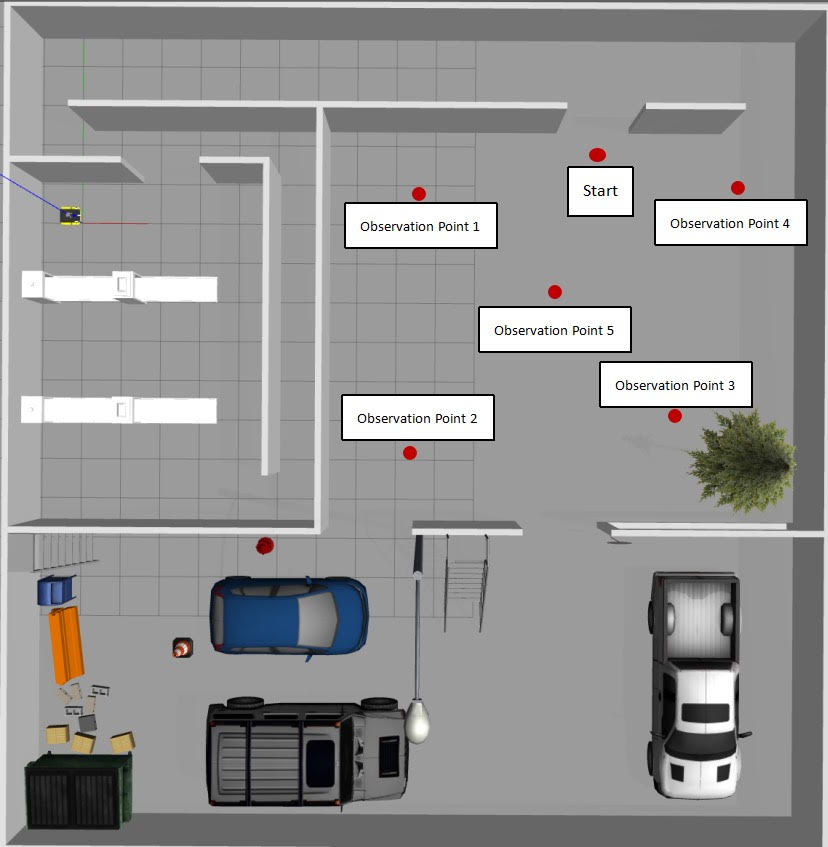 Start
Observation Point 1
Observation Point 4
Observation Point 5
Observation Point 3
Observation Point 2